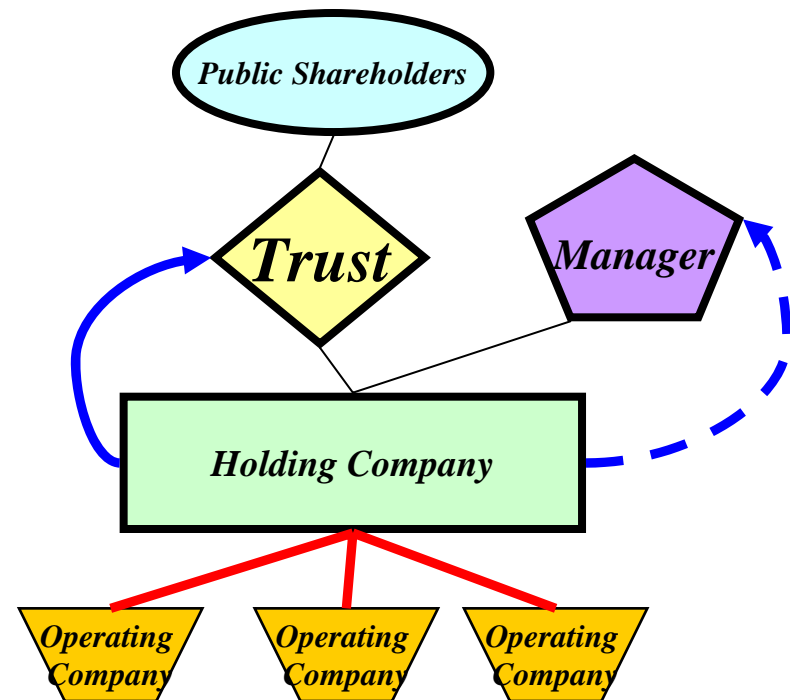 Public Shareholders
Trust
Manager
Holding Company
Operating
Company
Operating
Company
Operating
Company